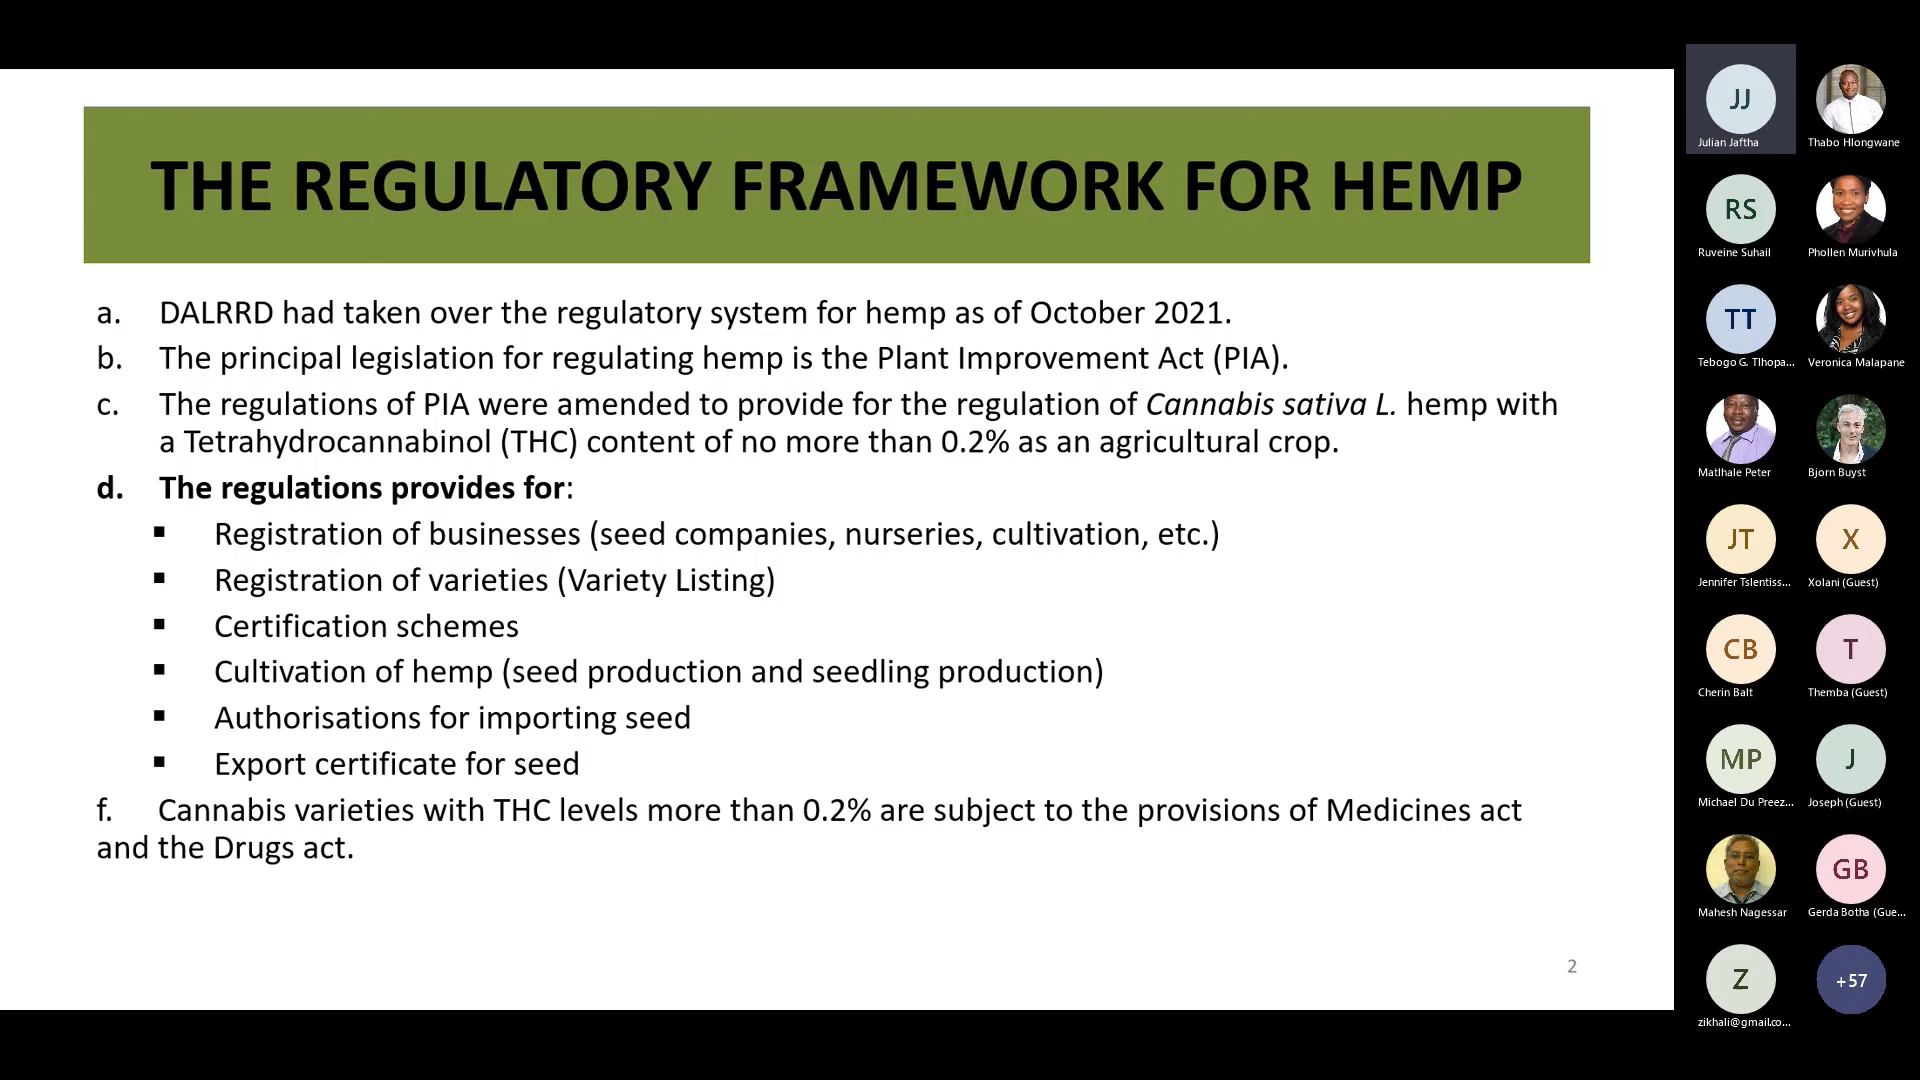 THE REGULATORY FRAMEWORK FOR HEMP
a. DALRRD had taken over the regulatory system for hemp as of October 2021.
b. The principal legislation for regulating hemp is the Plant Improvement Act (PIA).
c. The regulations of PIA were amended to provide for the regulation of Cannabis sativa L. hemp with
a Tetrahydrocannabinol (THC) content of no more than 0.2% as an agricultural crop.
d. The regulations provides for:
▪ Registration of businesses (seed companies, nurseries, cultivation, etc.)
▪ Registration of varieties (Variety Listing)
▪ Certification schemes
▪ Cultivation of hemp (seed production and seedling production)
▪ Authorisations for importing seed
▪ Export certificate for seed
f. Cannabis varieties with THC levels more than 0.2% are subject to the provisions of Medicines act
and the Drugs act.
2
JJ
Julian Jaftha
Thabo Hlongwane
RS
Ruveine Suhail
Phollen Murivhula
TT
Tebogo G. Tlhopa...
Veronica Malapane
Matlhale Peter
Bjorn Buyst
JT
Jennifer Tslentiss...
X
Xolani (Guest)
CB
Cherin Balt
T
Themba (Guest)
MP
Michael Du Preez...
J
Joseph (Guest)
Mahesh Nagessar
GB
Gerda Botha (Gue...
Z
zikhali@gmail.co...
+57